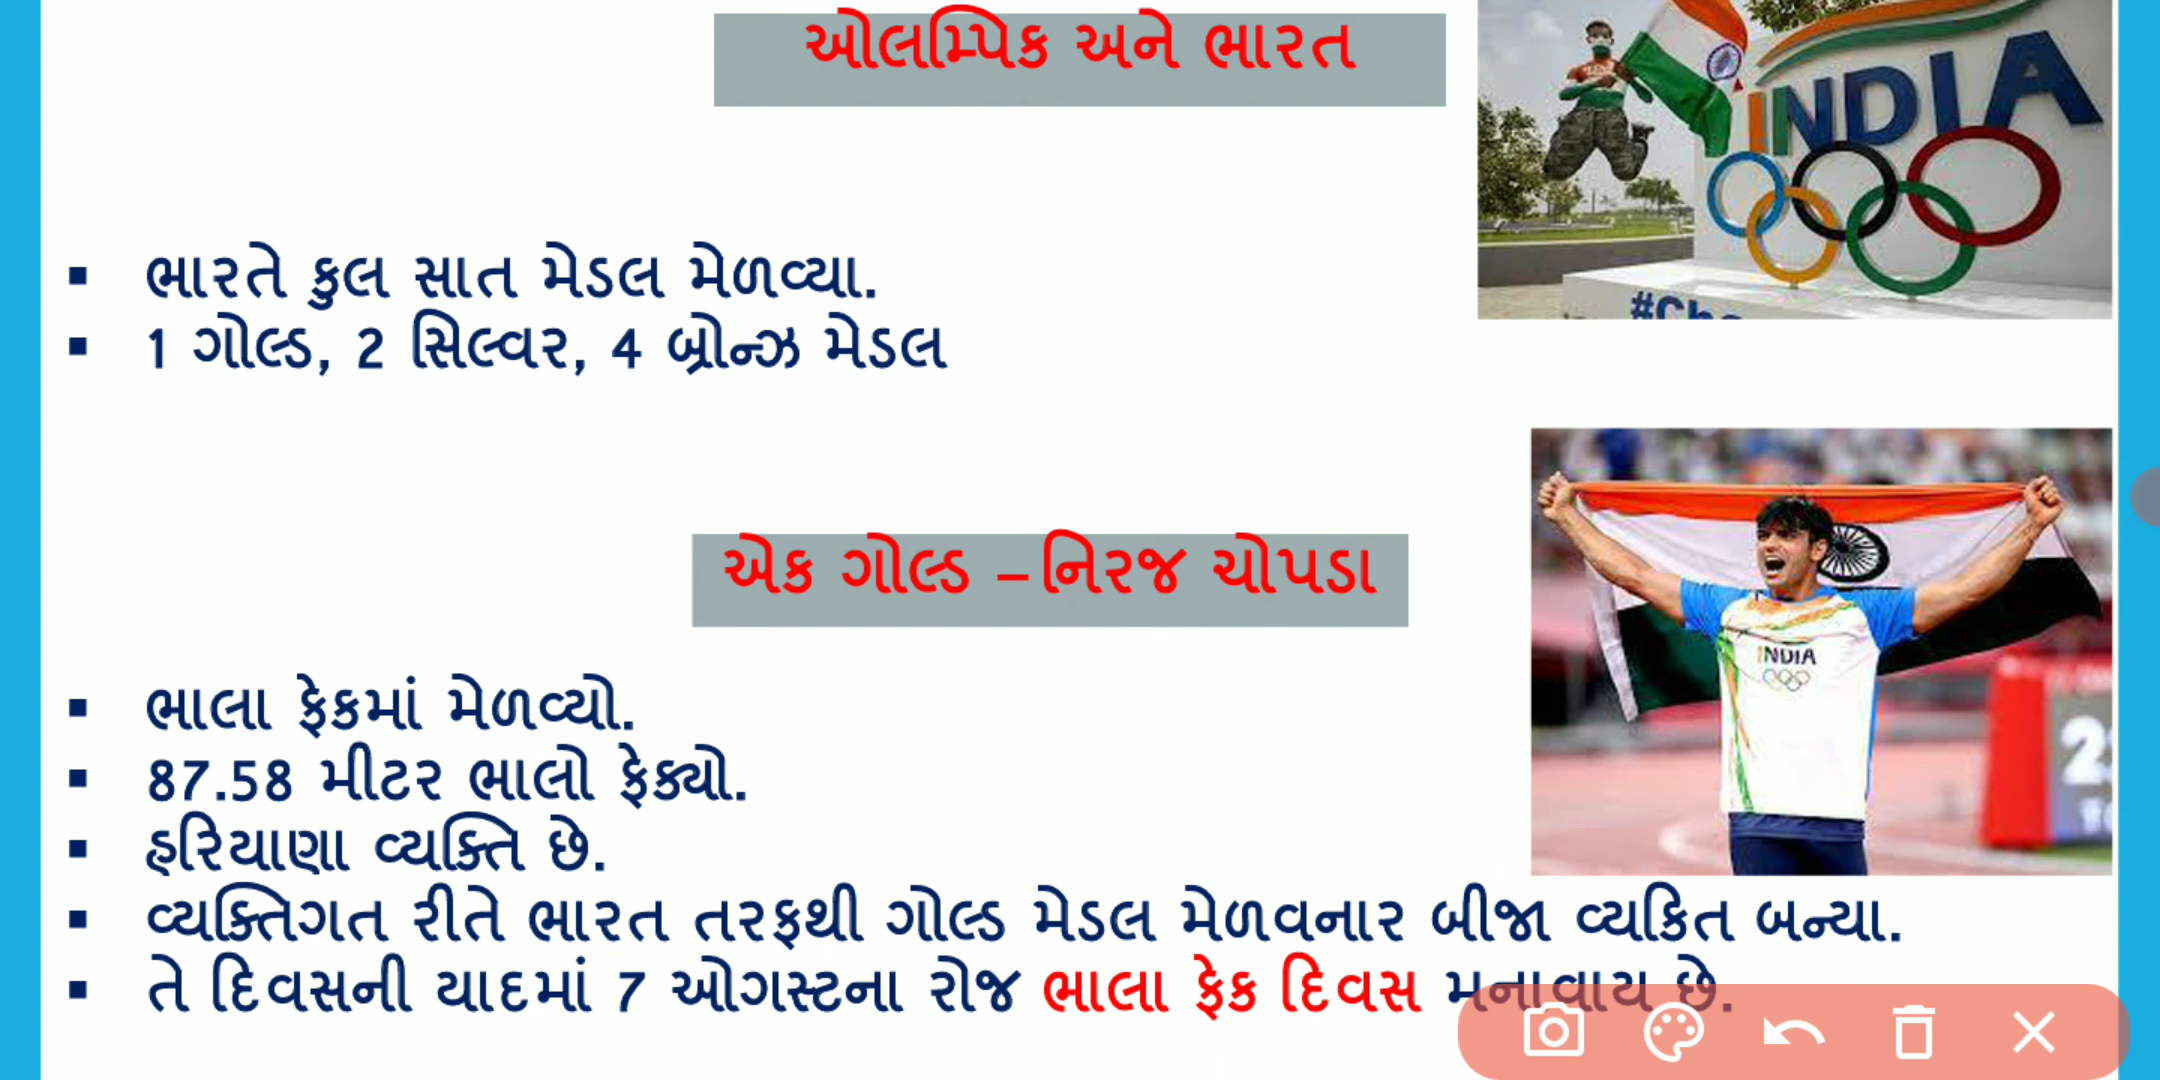 ઓલમ્પિક અને ભારત
INDIA
#Ch
ભારતે કુલ સાત મેડલ મેળવ્યા.
1 ગોલ્ડ, 2 સિલ્વર, 4 બ્રોન્ઝ મેડલ
એક ગોલ્ડ – નિરજ ચોપડા
INDIA
2
ભાલા ફેકમાં મેળવ્યો.
87.58 મીટર ભાલો ફેક્યો.
હરિયાણા વ્યક્તિ છે.
વ્યક્તિગત રીતે ભારત તરફથી ગોલ્ડ મેડલ મેળવનાર બીજા વ્યકિત બન્યા.
તે દિવસની યાદમાં 7 ઓગસ્ટના રોજ ભાલા ફેક દિવસ મનાવાય છે.